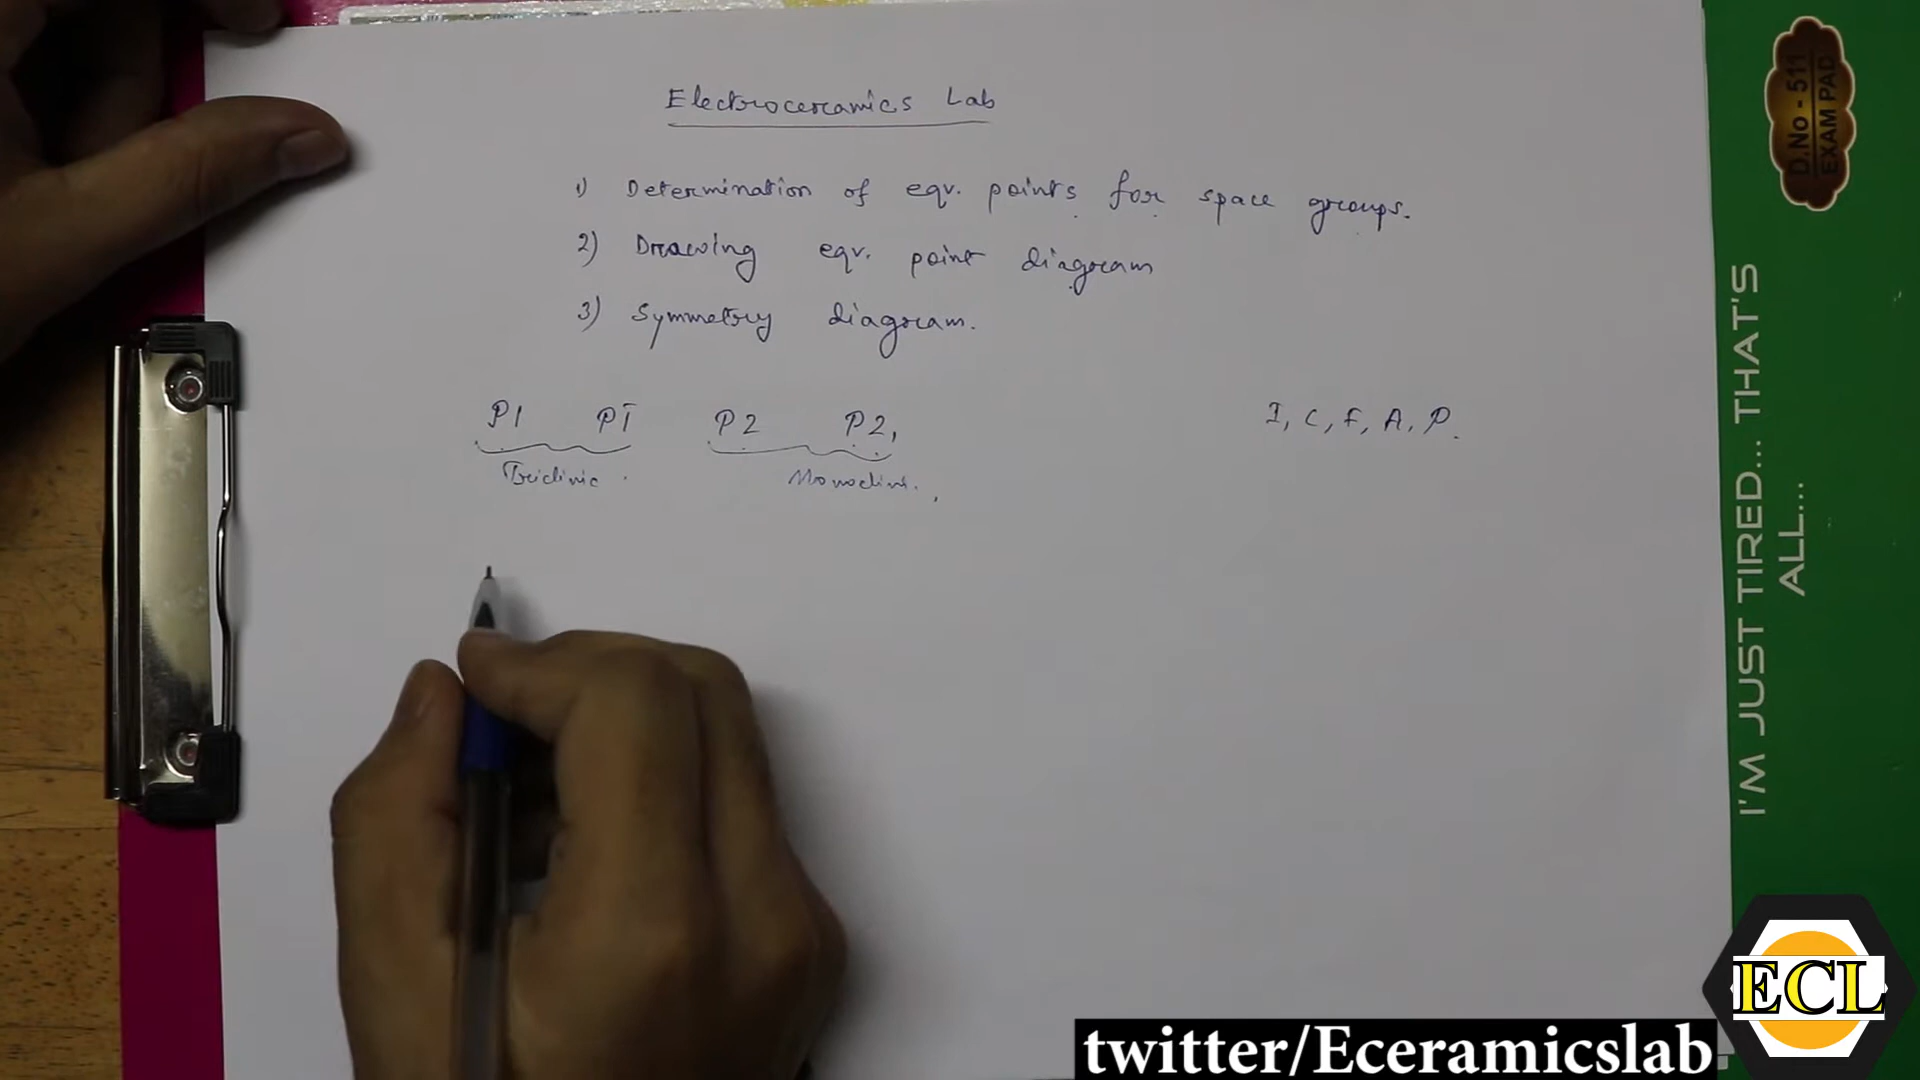 Electroceramics Lab
1) Determination of eqv. points for space groups.
2) Drawing eqv. point diagram
3) Symmetry diagram.
P1 P1̄ P2 P2₁
I, C, F, A, P.
Triclinic. Monoclini.,
D.No - 511
EXAM PAD
I'M JUST TIRED... THAT'S
ALL...
ECL
twitter/Eceramicslab